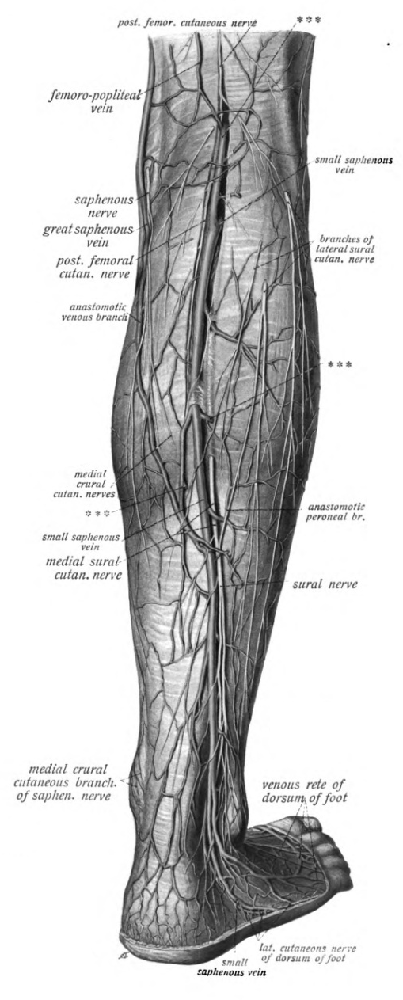 post. femor. cutaneous nerve
***
femoro-popliteal
vein
small saphenous
vein
saphenous
nerve
great saphenous
vein
branches of
lateral sural
cutan. nerve
post. femoral
cutan. nerve
anastomotic
venous branch
***
medial
crural
cutan. nerves
***
anastomotic
peroneal br.
small saphenous
vein
medial sural
cutan. nerve
sural nerve
medial crural
cutaneous branch.
of saphen. nerve
venous rete of
dorsum of foot
lat. cutaneons nerve
of dorsum of foot
small
saphenous vein